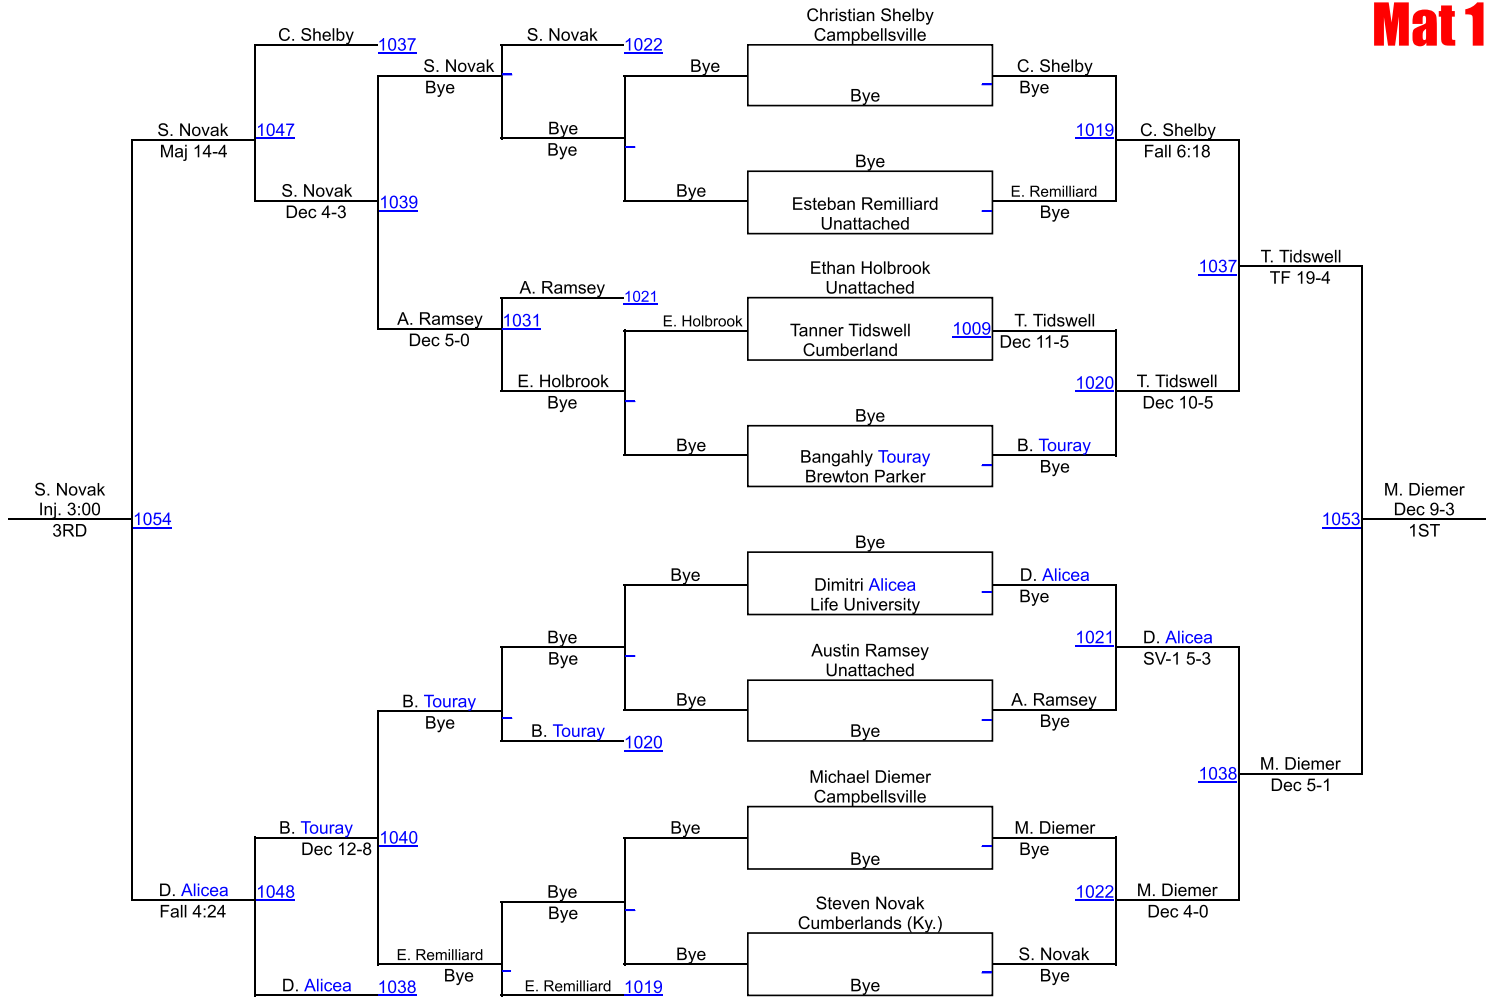 Mat 1
Christian Shelby
Campbellsville
C. Shelby
1037
S. Novak
1022
S. Novak
Bye
Bye
C. Shelby
Bye
Bye
S. Novak
Maj 14-4
1047
Bye
Bye
1019
C. Shelby
Fall 6:18
Bye
S. Novak
Dec 4-3
1039
Bye
Esteban Remilliard
Unattached
E. Remilliard
Bye
Ethan Holbrook
Unattached
1037
T. Tidswell
TF 19-4
A. Ramsey
1021
A. Ramsey
Dec 5-0
1031
E. Holbrook
Tanner Tidswell
Cumberland
1009
T. Tidswell
Dec 11-5
E. Holbrook
Bye
1020
T. Tidswell
Dec 10-5
Bye
Bye
Bangahly Touray
Brewton Parker
B. Touray
Bye
S. Novak
Inj. 3:00
3RD
1054
1053
M. Diemer
Dec 9-3
1ST
Bye
Bye
Dimitri Alicea
Life University
D. Alicea
Bye
Bye
Bye
1021
D. Alicea
SV-1 5-3
Austin Ramsey
Unattached
B. Touray
Bye
Bye
A. Ramsey
Bye
B. Touray
1020
Bye
Michael Diemer
Campbellsville
1038
M. Diemer
Dec 5-1
B. Touray
Dec 12-8
1040
Bye
M. Diemer
Bye
Bye
D. Alicea
Fall 4:24
1048
Bye
Bye
1022
M. Diemer
Dec 4-0
Steven Novak
Cumberlands (Ky.)
E. Remilliard
Bye
Bye
S. Novak
Bye
D. Alicea
1038
E. Remilliard
1019
Bye